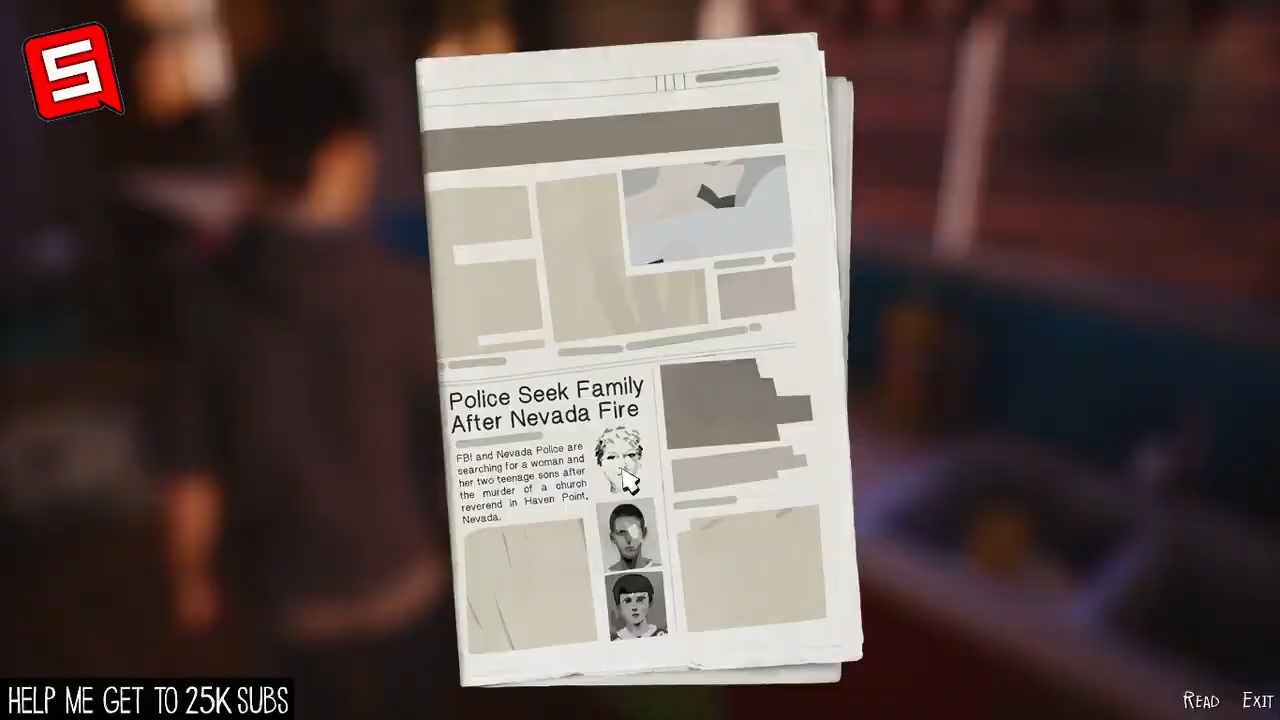 S
Police Seek Family
After Nevada Fire
FBI and Nevada Police are
searching for a woman and
her two teenage sons after
the murder of a church
reverend in Haven Point,
Nevada.
HELP ME GET TO 25K SUBS
READ EXIT